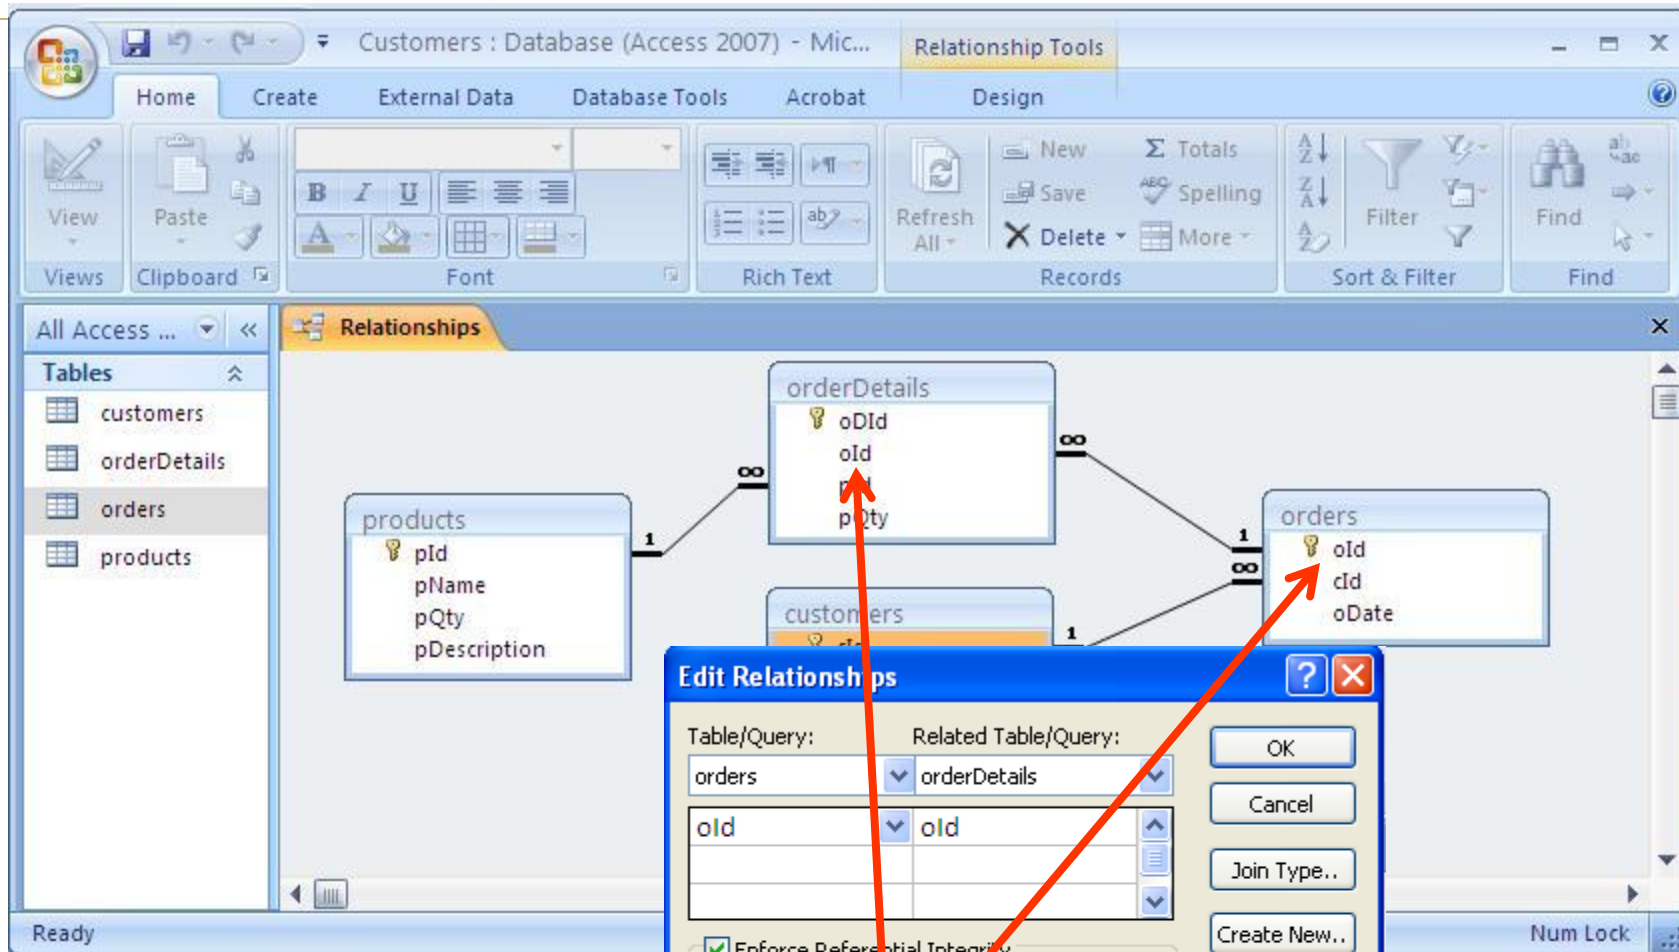 Customers : Database (Access 2007) - Mic...
Relationship Tools
Home Create External Data Database Tools Acrobat Design
View
Paste
B I U
A
Refresh All
New
Save
Delete
Σ Totals
Spelling
More
Filter
Find
Views Clipboard Font Rich Text Records Sort & Filter Find
All Access ...
Relationships
Tables
customers
orderDetails
orders
products
orderDetails
oDId
oId
pQty
∞
∞
products
pId
pName
pQty
pDescription
1
orders
oId
cId
oDate
1
∞
customers
1
Edit Relationships
Table/Query: Related Table/Query:
orders orderDetails
oId oId
OK
Cancel
Join Type..
Create New..
Enforce Referential Integrity
Ready
Num Lock